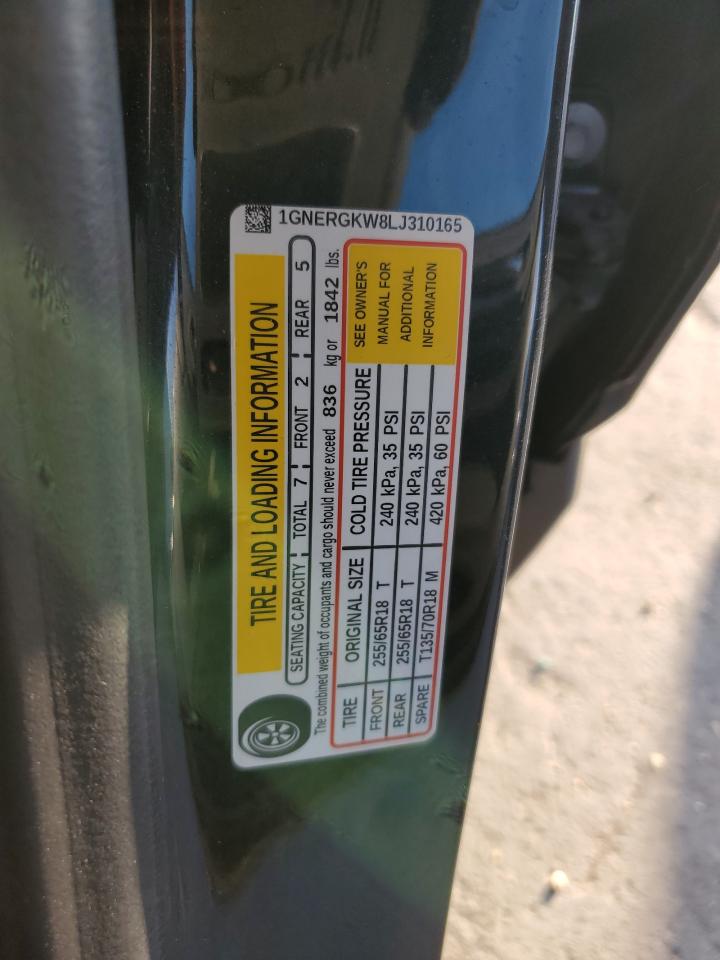 1GNERGKW8LJ310165
TIRE AND LOADING INFORMATION
SEATING CAPACITY TOTAL 7 FRONT 2 REAR 5
The combined weight of occupants and cargo should never exceed 836 kg or 1842 lbs.
TIRE ORIGINAL SIZE COLD TIRE PRESSURE
FRONT 255/65R18 T 240 kPa, 35 PSI
REAR 255/65R18 T 240 kPa, 35 PSI
SPARE T135/70R18 M 420 kPa, 60 PSI
SEE OWNER'S
MANUAL FOR
ADDITIONAL
INFORMATION